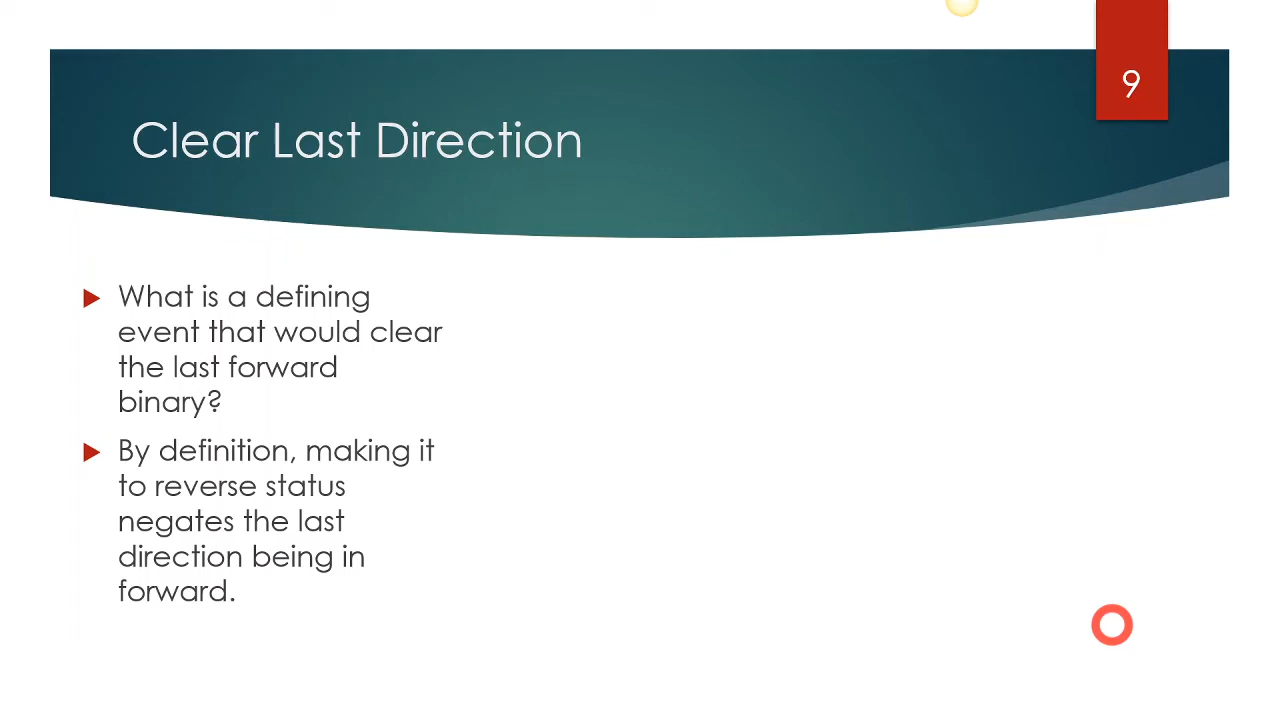 9
Clear Last Direction
What is a defining
event that would clear
the last forward
binary?
By definition, making it
to reverse status
negates the last
direction being in
forward.